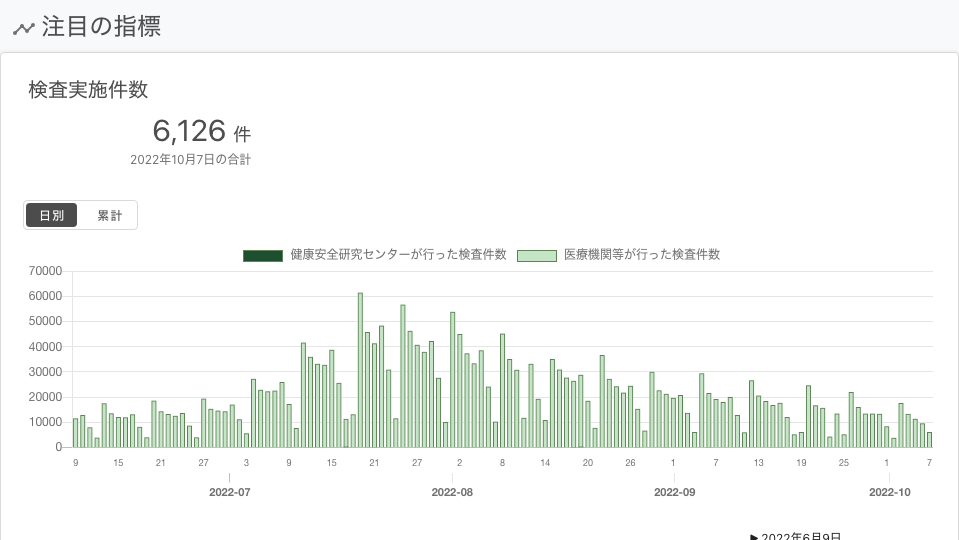 注目の指標
検査実施件数
6,126 件
2022年10月7日の合計
日別 累計
健康安全研究センターが行った検査件数 医療機関等が行った検査件数
70000
60000
50000
40000
30000
20000
10000
0
9 15 21 27 3 9 15 21 27 2 8 14 20 26 1 7 13 19 25 1 7
2022-07 2022-08 2022-09 2022-10
▶ 2022年6月9日